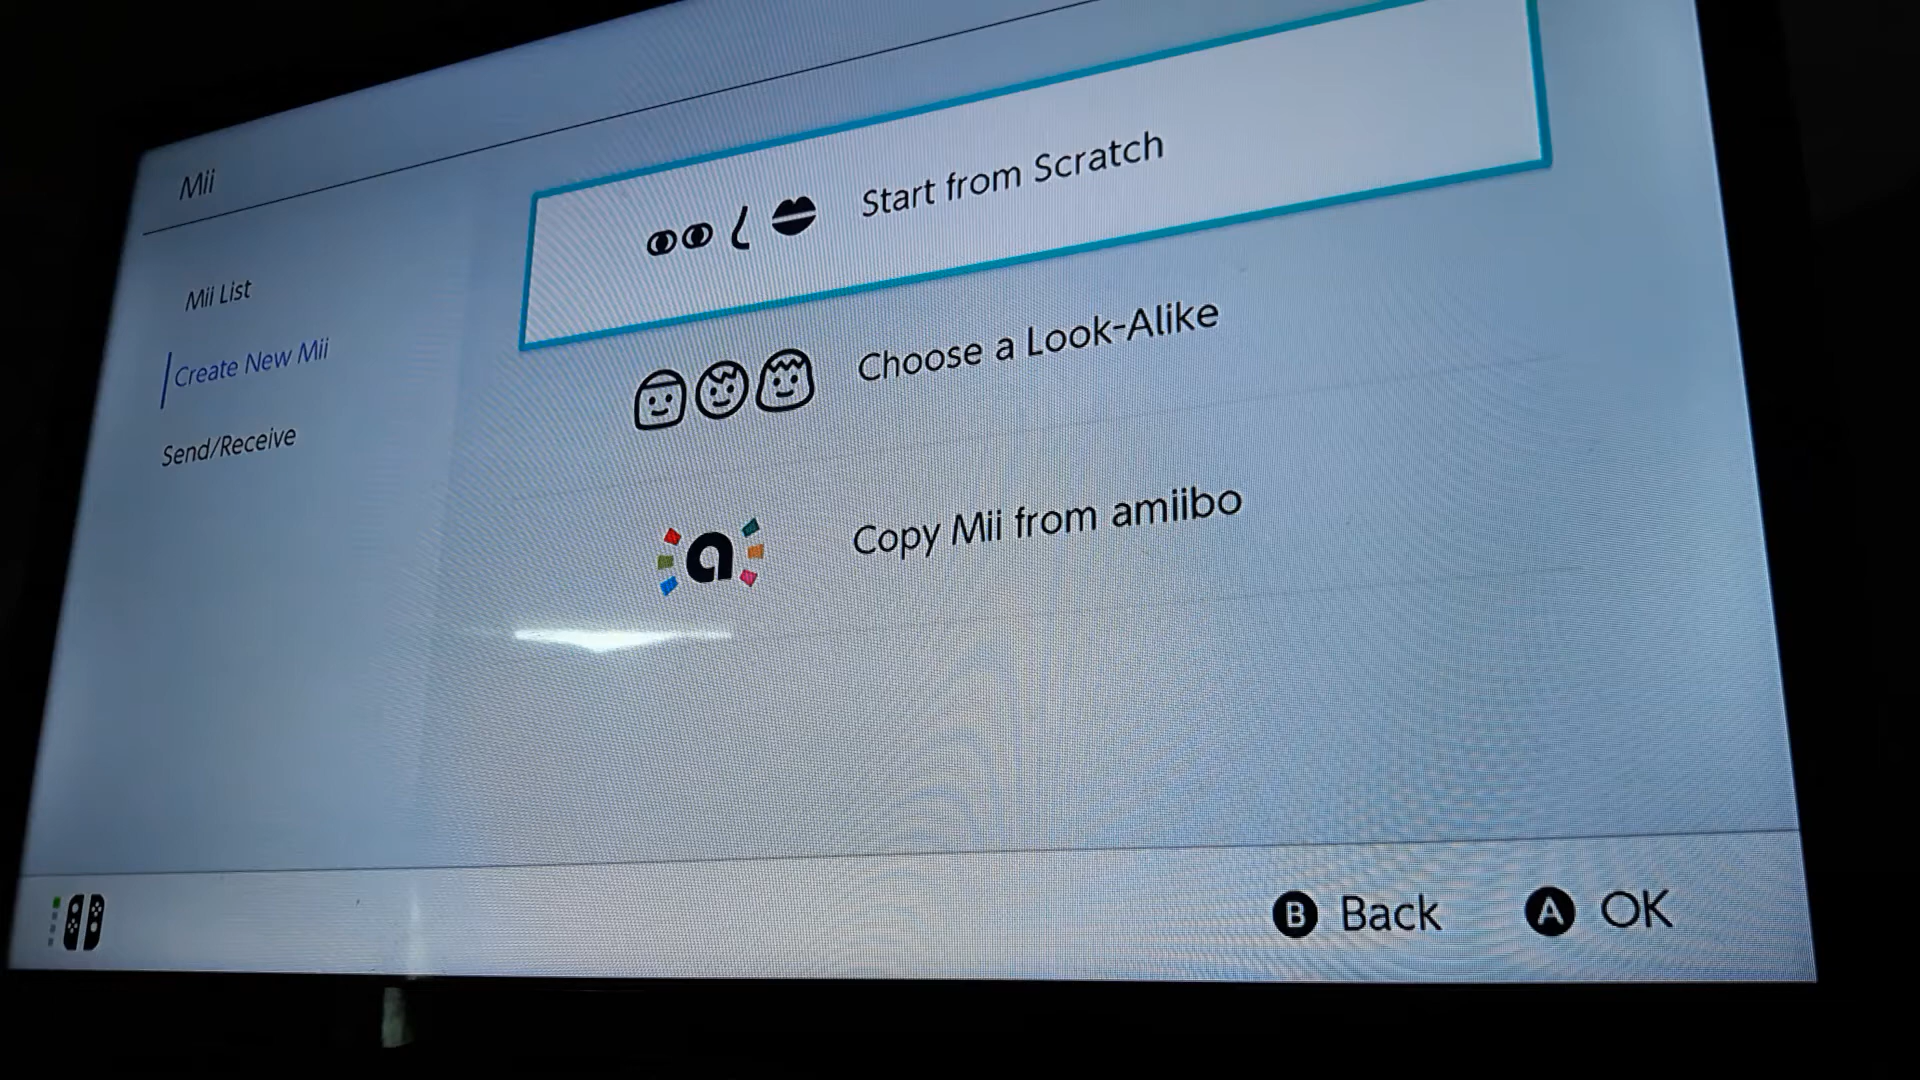 Mii
Mii List
Create New Mii
Send/Receive
Start from Scratch
Choose a Look-Alike
a
Copy Mii from amiibo
B Back
A OK